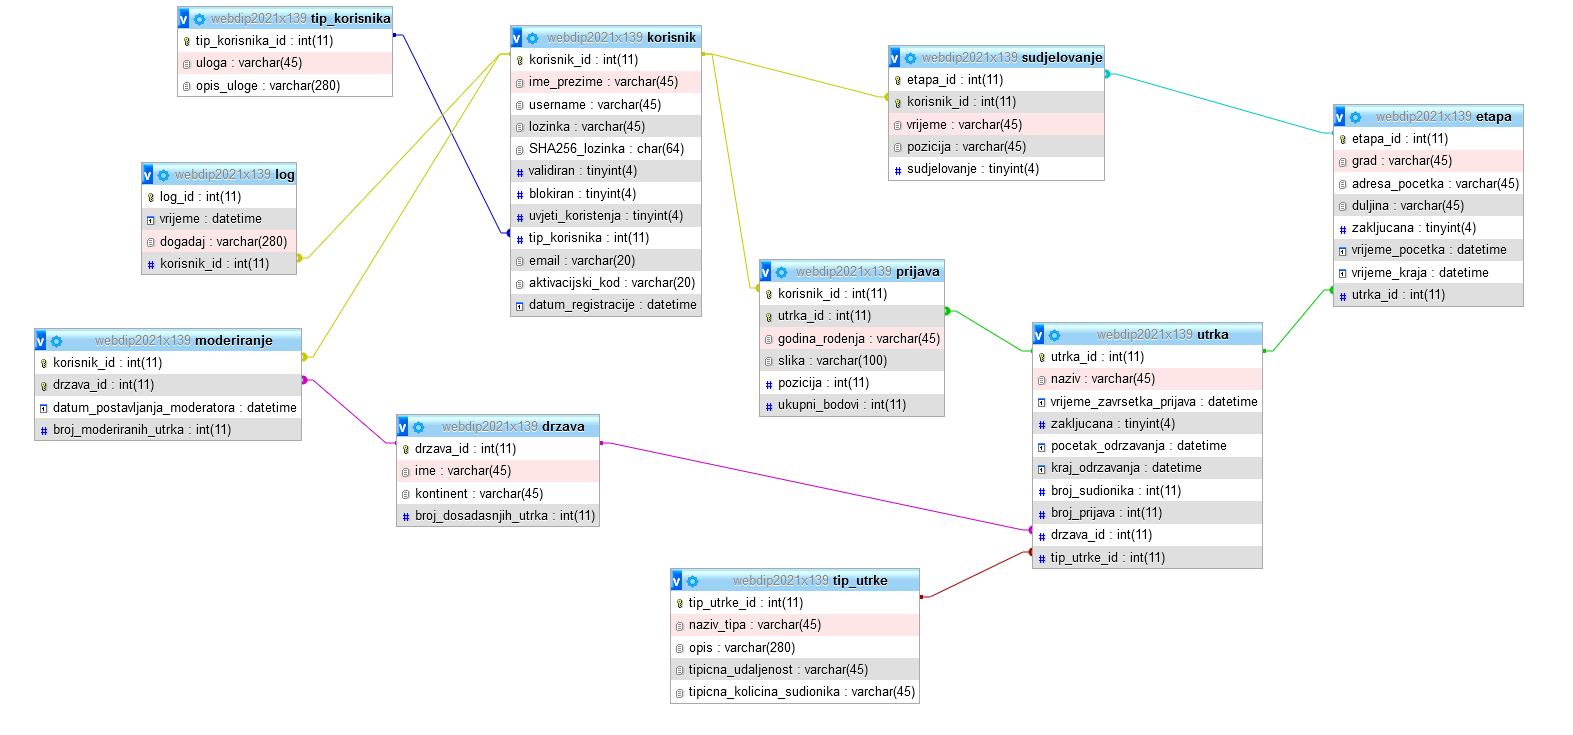 webdip2021x139 tip_korisnika
tip_korisnika_id : int(11)
uloga : varchar(45)
opis_uloge : varchar(280)
webdip2021x139 korisnik
korisnik_id : int(11)
ime_prezime : varchar(45)
username : varchar(45)
lozinka : varchar(45)
SHA256_lozinka : char(64)
validiran : tinyint(4)
blokiran : tinyint(4)
uvjeti_koristenja : tinyint(4)
tip_korisnika : int(11)
email : varchar(20)
aktivacijski_kod : varchar(20)
datum_registracije : datetime
webdip2021x139 sudjelovanje
etapa_id : int(11)
korisnik_id : int(11)
vrijeme : varchar(45)
pozicija : varchar(45)
sudjelovanje : tinyint(4)
webdip2021x139 etapa
etapa_id : int(11)
grad : varchar(45)
adresa_pocetka : varchar(45)
duljina : varchar(45)
zakljucana : tinyint(4)
vrijeme_pocetka : datetime
vrijeme_kraja : datetime
utrka_id : int(11)
webdip2021x139 log
log_id : int(11)
vrijeme : datetime
dogadaj : varchar(280)
korisnik_id : int(11)
webdip2021x139 prijava
korisnik_id : int(11)
utrka_id : int(11)
godina_rodenja : varchar(45)
slika : varchar(100)
pozicija : int(11)
ukupni_bodovi : int(11)
webdip2021x139 moderiranje
korisnik_id : int(11)
drzava_id : int(11)
datum_postavljanja_moderatora : datetime
broj_moderiranih_utrka : int(11)
webdip2021x139 utrka
utrka_id : int(11)
naziv : varchar(45)
vrijeme_zavrsetka_prijava : datetime
zakljucana : tinyint(4)
pocetak_odrzavanja : datetime
kraj_odrzavanja : datetime
broj_sudionika : int(11)
broj_prijava : int(11)
drzava_id : int(11)
tip_utrke_id : int(11)
webdip2021x139 drzava
drzava_id : int(11)
ime : varchar(45)
kontinent : varchar(45)
broj_dosadasnjih_utrka : int(11)
webdip2021x139 tip_utrke
tip_utrke_id : int(11)
naziv_tipa : varchar(45)
opis : varchar(280)
tipicna_udaljenost : varchar(45)
tipicna_kolicina_sudionika : varchar(45)